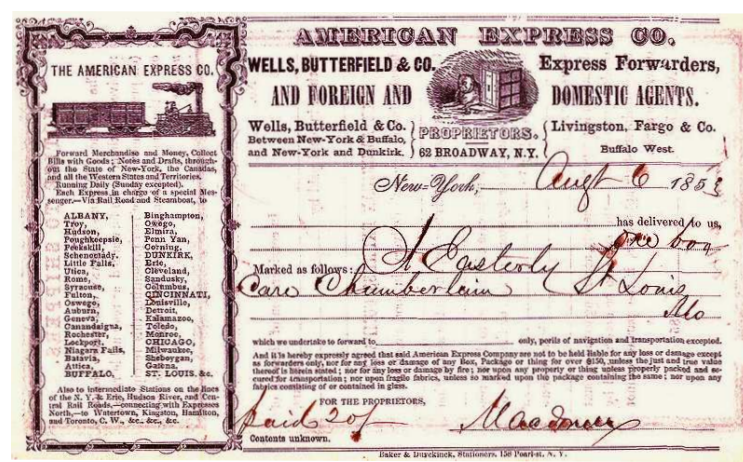 THE AMERICAN EXPRESS CO.
Forward Merchandise and Money, Collect
Bills with Goods; Notes and Drafts, through-
out the State of New-York, the Canadas,
and all the Western States and Territories.
Running Daily (Sunday excepted).
Each Express in charge of a special Mes-
senger.—Via Rail Road and Steamboat, to
ALBANY,
Troy,
Hudson,
Poughkeepsie,
Peekskill,
Schenectady,
Little Falls,
Utica,
Rome,
Syracuse,
Fulton,
Oswego,
Auburn,
Geneva,
Canandaigua,
Rochester,
Lockport,
Niagara Falls,
Batavia,
Attica,
BUFFALO,
Binghampton,
Owego,
Elmira,
Penn Yan,
Corning,
DUNKIRK,
Erie,
Cleveland,
Sandusky,
Columbus,
CINCINNATI,
Louisville,
Detroit,
Kalamazoo,
Toledo,
Monroe,
CHICAGO,
Milwaukee,
Sheboygan,
Galena,
ST. LOUIS, &c.
Also to intermediate Stations on the lines
of the N. Y. & Erie, Hudson River, and Cen-
tral Rail Roads,—connecting with Expresses
North,—to Watertown, Kingston, Hamilton,
and Toronto, C. W., &c., &c., &c.
AMERICAN EXPRESS CO.
WELLS, BUTTERFIELD & CO. Express Forwarders,
AND FOREIGN AND DOMESTIC AGENTS.
Wells, Butterfield & Co.
Between New-York & Buffalo,
and New-York and Dunkirk.
PROPRIETORS.
62 BROADWAY, N.Y.
Livingston, Fargo & Co.
Buffalo West.
New-York, Augt 6 1853
has delivered to us,
one box
Marked as follows: A Easterly
care Chamberlain St Louis
Mo
which we undertake to forward to only, perils of navigation and transportation excepted.
And it is hereby expressly agreed that said American Express Company are not to be held liable for any loss or damage except
as forwarders only, nor for any loss or damage of any Box, Package or thing for over $150, unless the just and true value
thereof is herein stated; nor for any loss or damage by fire; nor upon any property or thing unless properly packed and se-
cured for transportation; nor upon fragile fabrics, unless so marked upon the package containing the same; nor upon any
fabrics consisting of or contained in glass.
FOR THE PROPRIETORS,
paid 20/
Contents unknown.
Baker & Duyckinck, Stationers, 158 Pearl-st. N. Y.